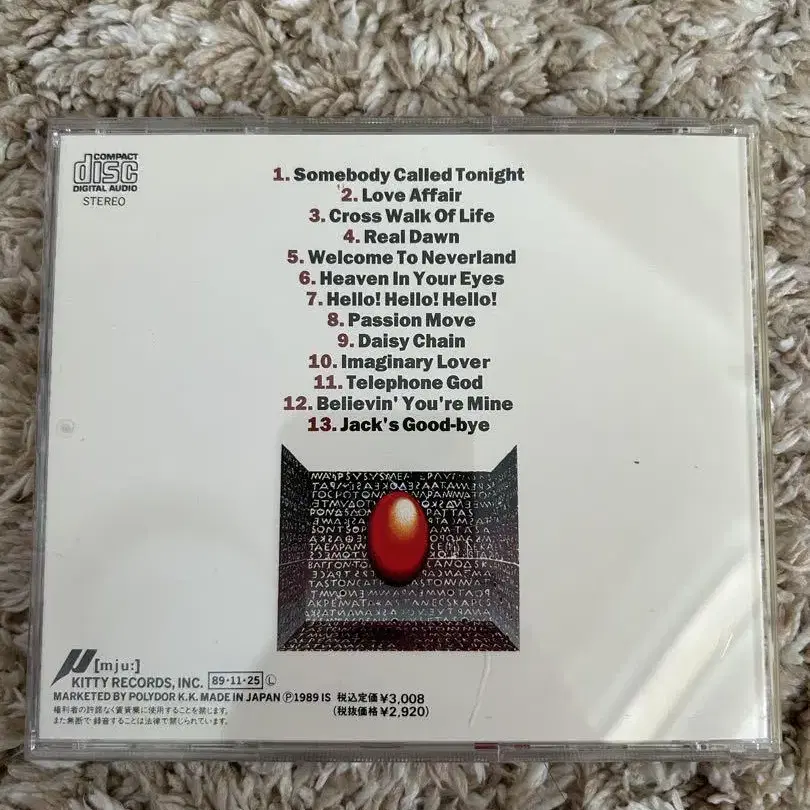 COMPACT
disc
DIGITAL AUDIO
STEREO
1. Somebody Called Tonight
2. Love Affair
3. Cross Walk Of Life
4. Real Dawn
5. Welcome To Neverland
6. Heaven In Your Eyes
7. Hello! Hello! Hello!
8. Passion Move
9. Daisy Chain
10. Imaginary Lover
11. Telephone God
12. Believin' You're Mine
13. Jack's Good-bye
μ [mju:]
KITTY RECORDS, INC. 89·11·25 Ⓛ
MARKETED BY POLYDOR K.K. MADE IN JAPAN Ⓟ1989 IS 税込定価¥3,008
(税抜価格¥2,920)
権利者の許諾なく賃貸業に使用することを禁じます。
また無断で録音することは法律で禁じられています。